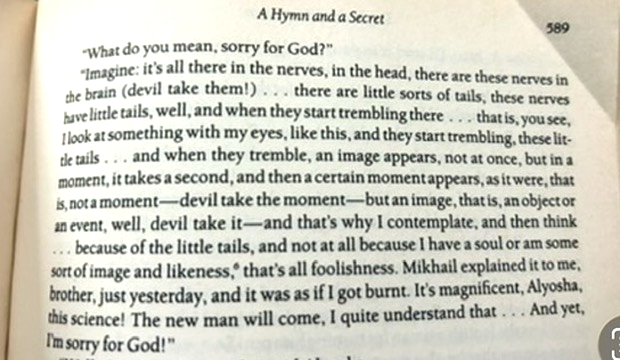 A Hymn and a Secret
589
"What do you mean, sorry for God?"
"Imagine: it's all there in the nerves, in the head, there are these nerves in
the brain (devil take them!) . . . there are little sorts of tails, these nerves
have little tails, well, and when they start trembling there . . . that is, you see,
I look at something with my eyes, like this, and they start trembling, these lit-
tle tails . . . and when they tremble, an image appears, not at once, but in a
moment, it takes a second, and then a certain moment appears, as it were, that
is, not a moment—devil take the moment—but an image, that is, an object or
an event, well, devil take it—and that's why I contemplate, and then think
. . . because of the little tails, and not at all because I have a soul or am some
sort of image and likeness,* that's all foolishness. Mikhail explained it to me,
brother, just yesterday, and it was as if I got burnt. It's magnificent, Alyosha,
this science! The new man will come, I quite understand that . . . And yet,
I'm sorry for God!"